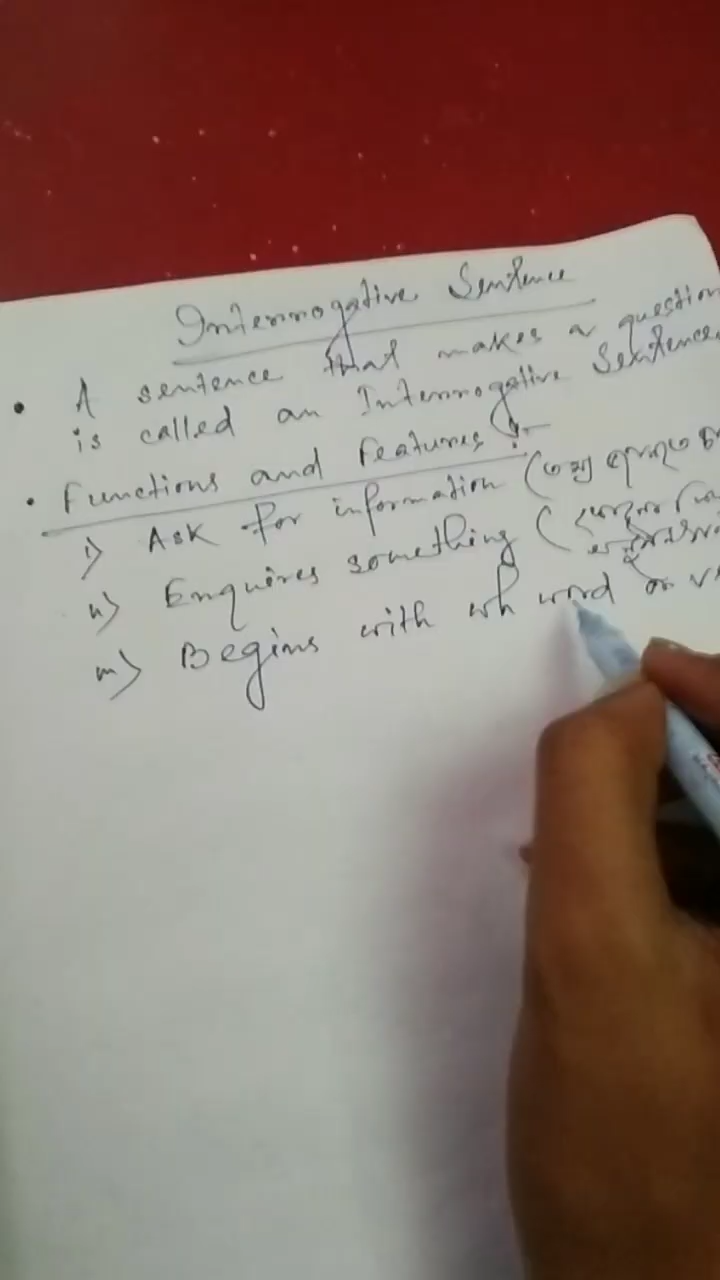 Interrogative Sentence
• A sentence that makes a question
is called an Interrogative Sentence.
• Functions and features :-
i) Ask for information (তথ্য
ii) Enquires something (
iii) Begins with wh word or